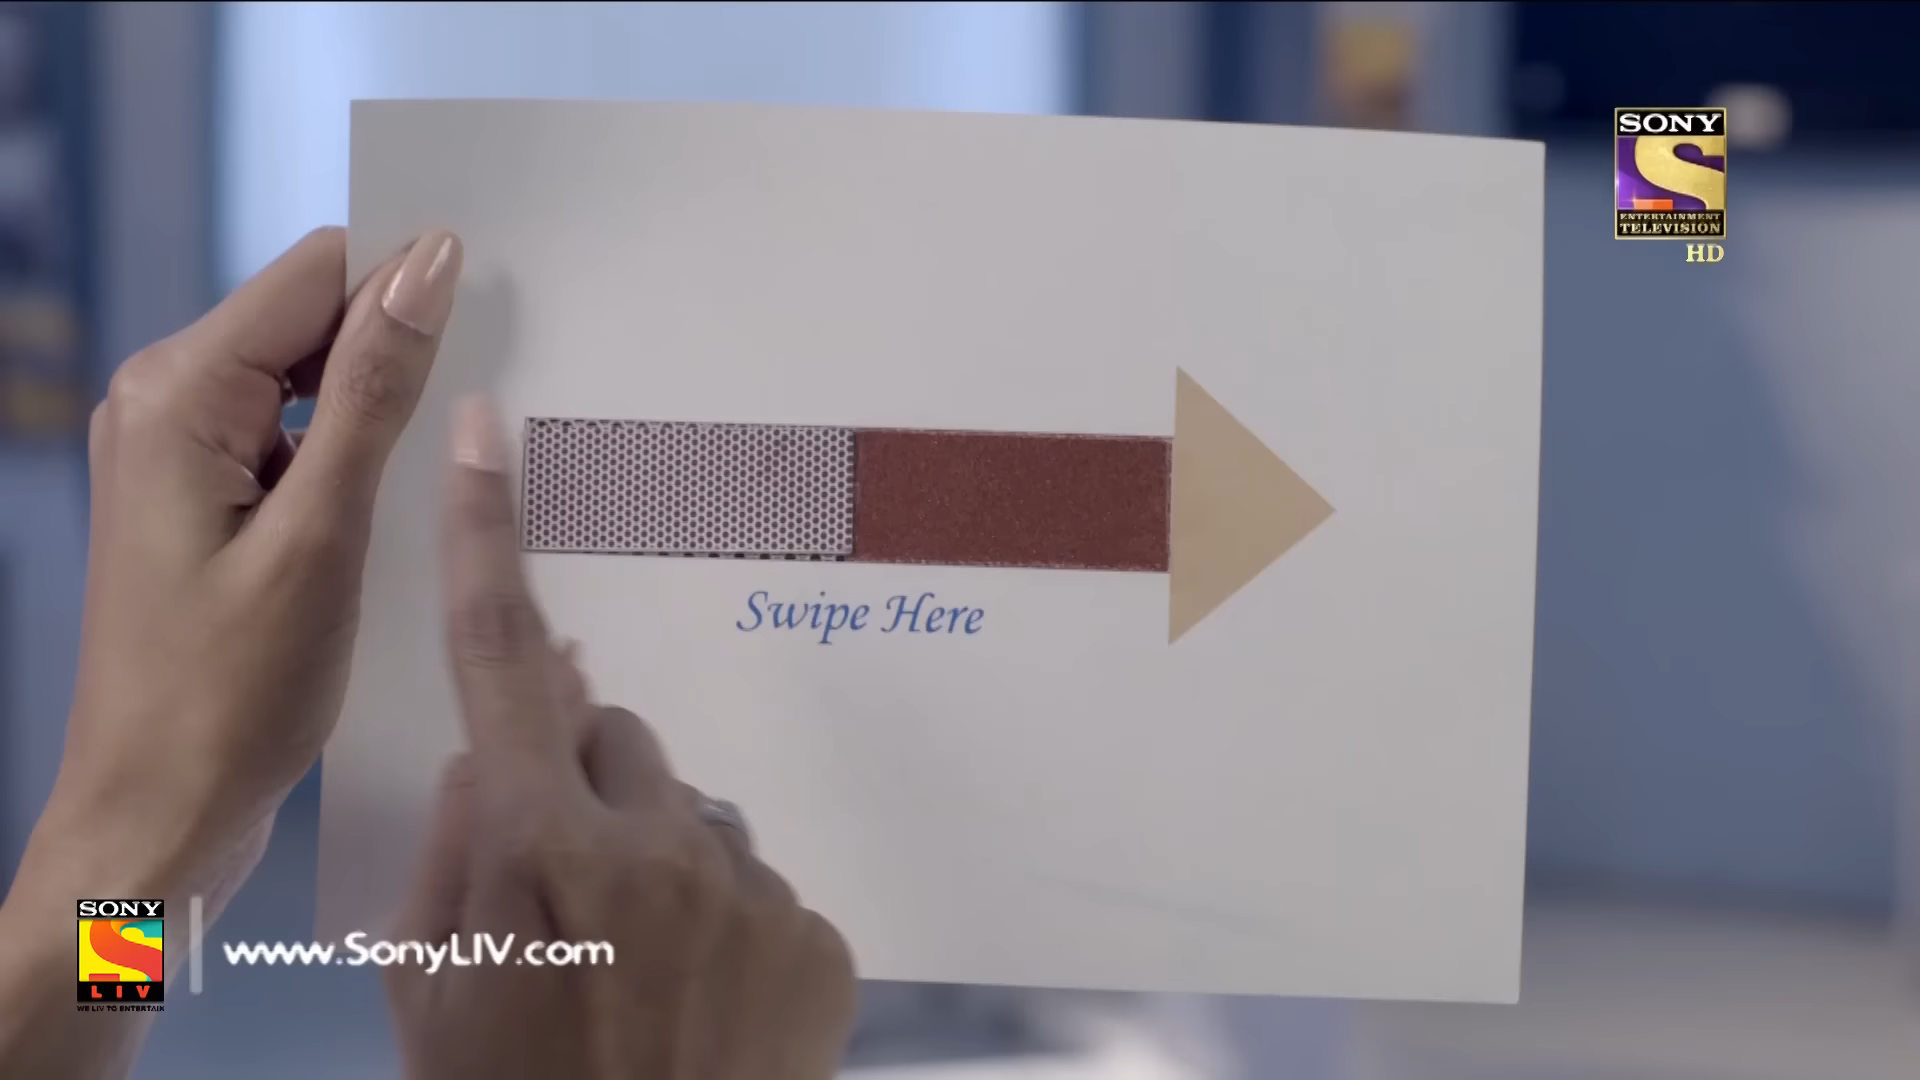 SONY
ENTERTAINMENT
TELEVISION
HD
Swipe Here
SONY
LIV
WE LIV TO ENTERTAIN
www.SonyLIV.com